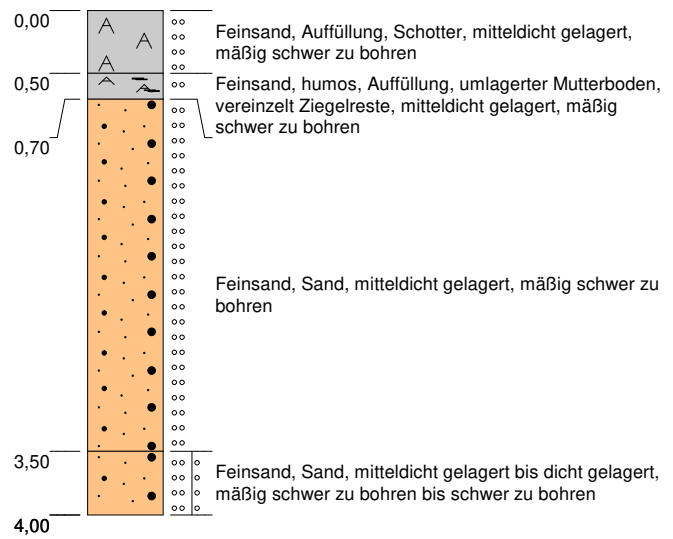 0,00
Feinsand, Auffüllung, Schotter, mitteldicht gelagert,
mäßig schwer zu bohren
0,50
Feinsand, humos, Auffüllung, umlagerter Mutterboden,
vereinzelt Ziegelreste, mitteldicht gelagert, mäßig
schwer zu bohren
0,70
Feinsand, Sand, mitteldicht gelagert, mäßig schwer zu
bohren
3,50
Feinsand, Sand, mitteldicht gelagert bis dicht gelagert,
mäßig schwer zu bohren bis schwer zu bohren
4,00